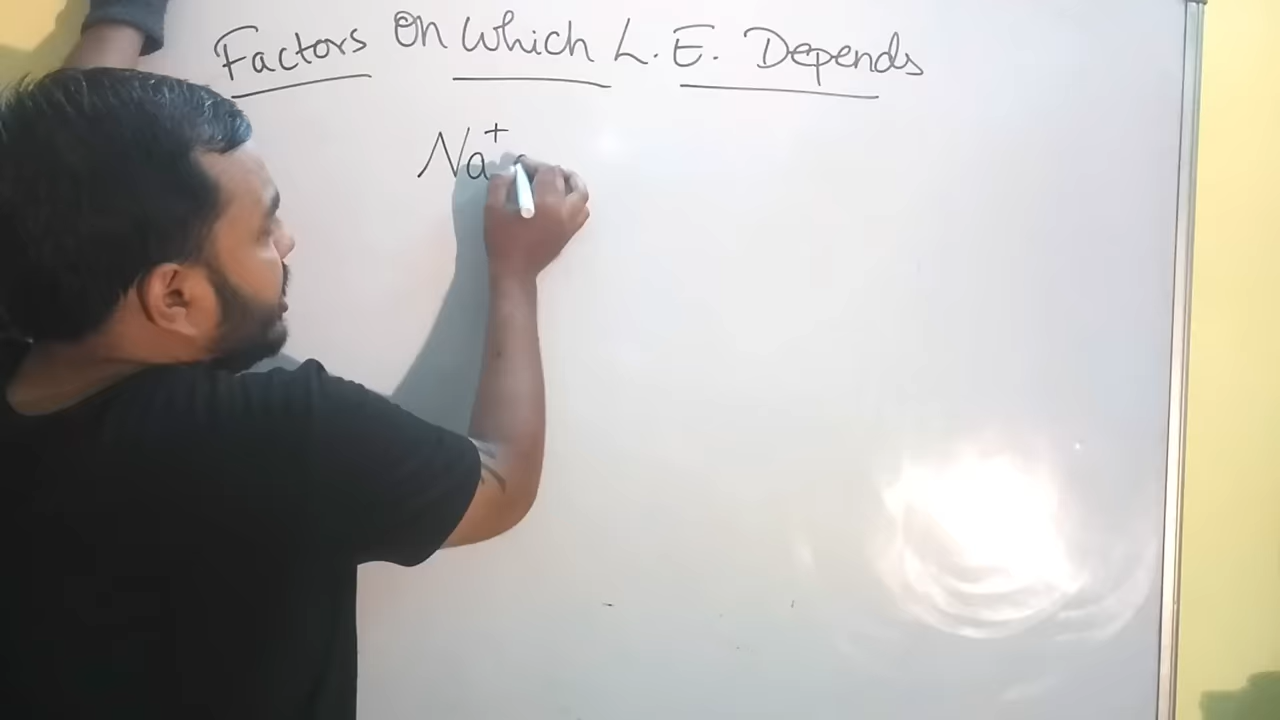 Factors On Which L.E. Depends
Na⁺